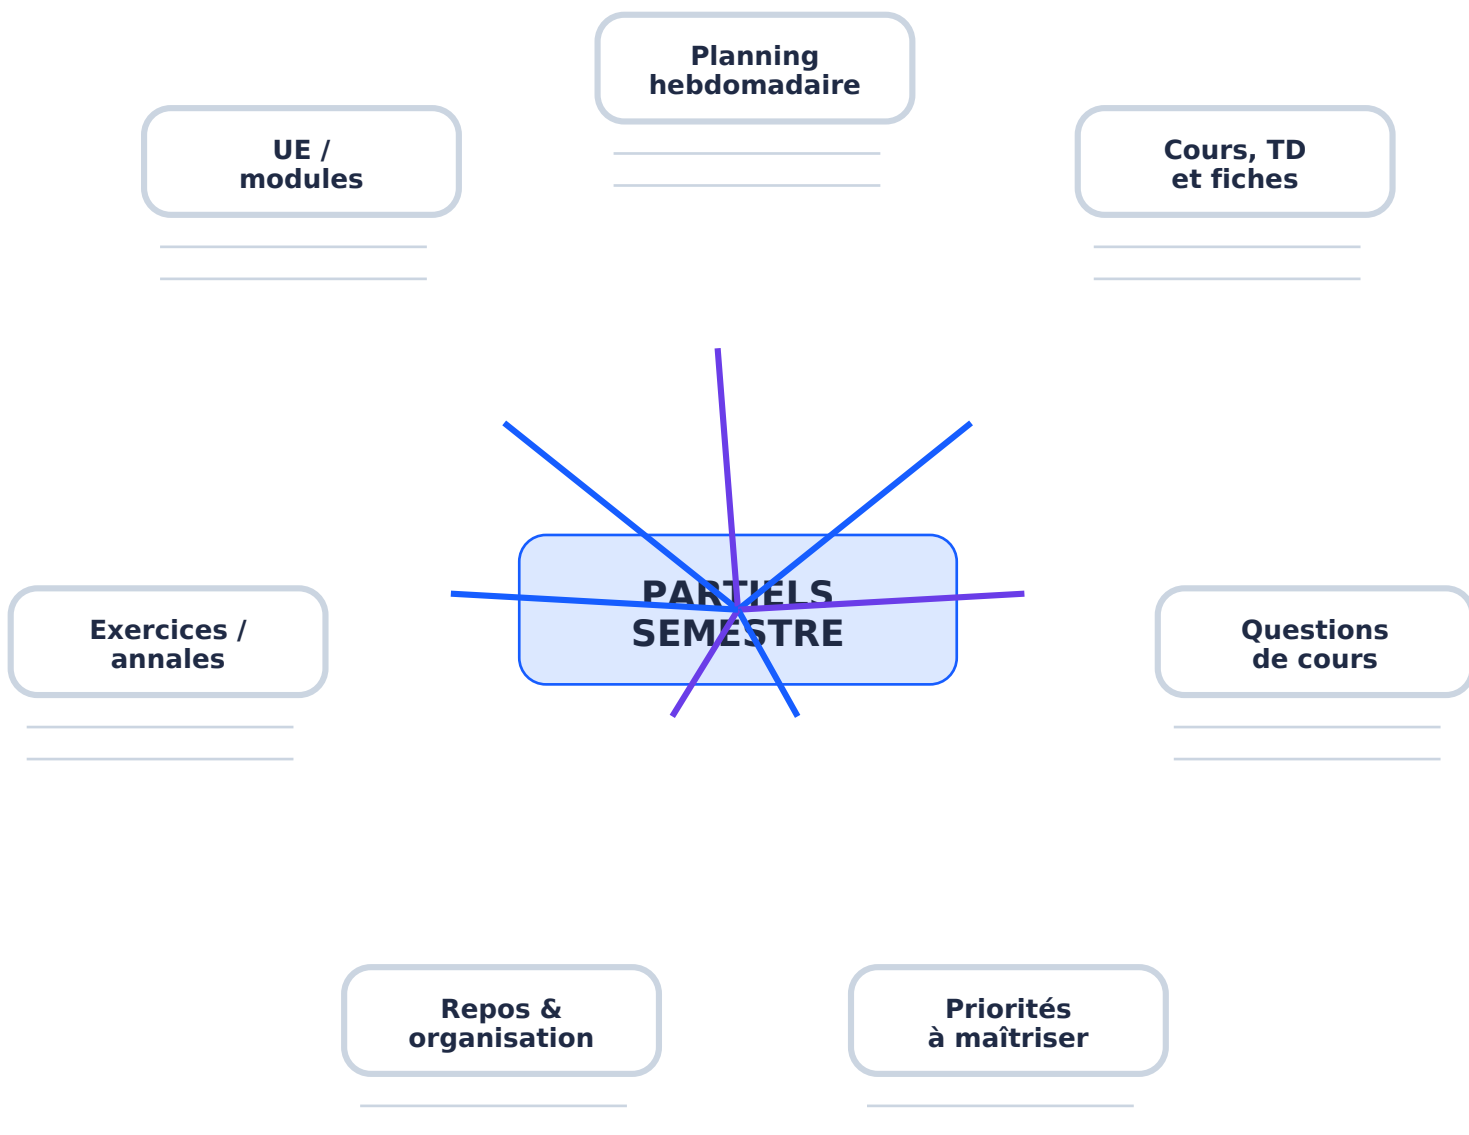 Planning
hebdomadaire
UE /
modules
Cours, TD
et fiches
PARTIELS
SEMESTRE
Exercices /
annales
Questions
de cours
Repos &
organisation
Priorités
à maîtriser